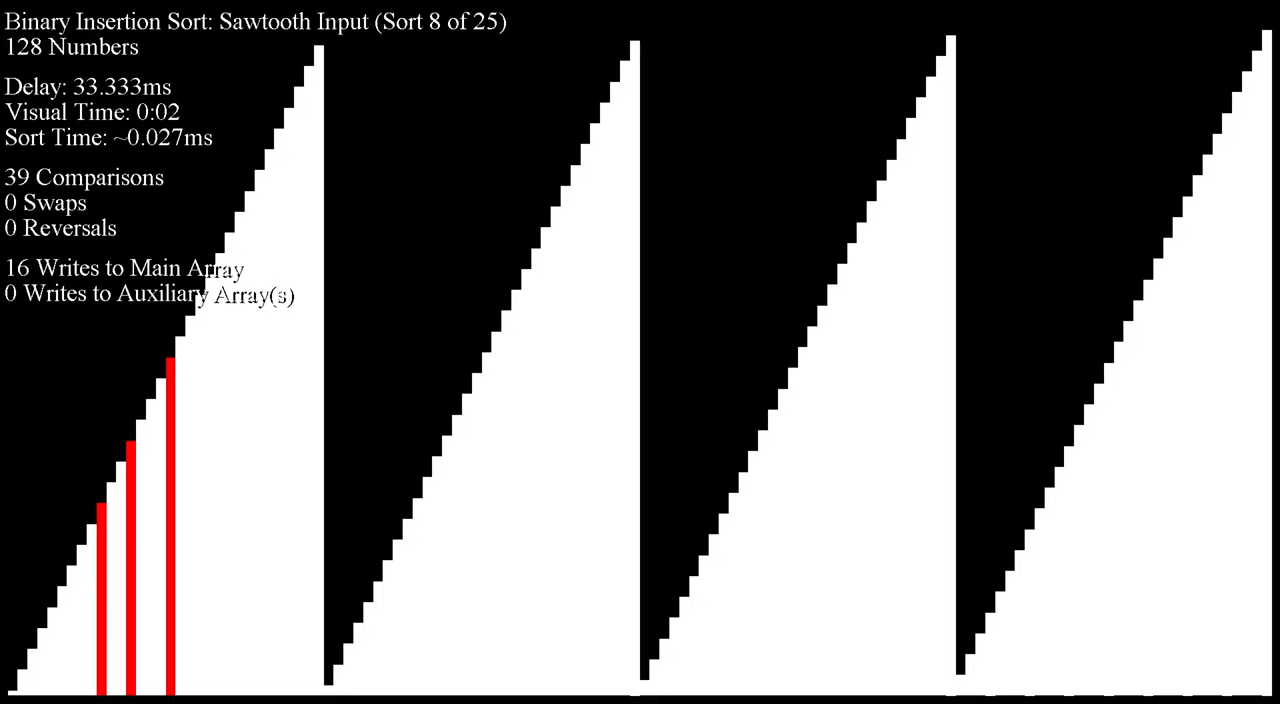 Binary Insertion Sort: Sawtooth Input (Sort 8 of 25)
128 Numbers
Delay: 33.333ms
Visual Time: 0:02
Sort Time: ~0.027ms
39 Comparisons
0 Swaps
0 Reversals
16 Writes to Main Array
0 Writes to Auxiliary Array(s)